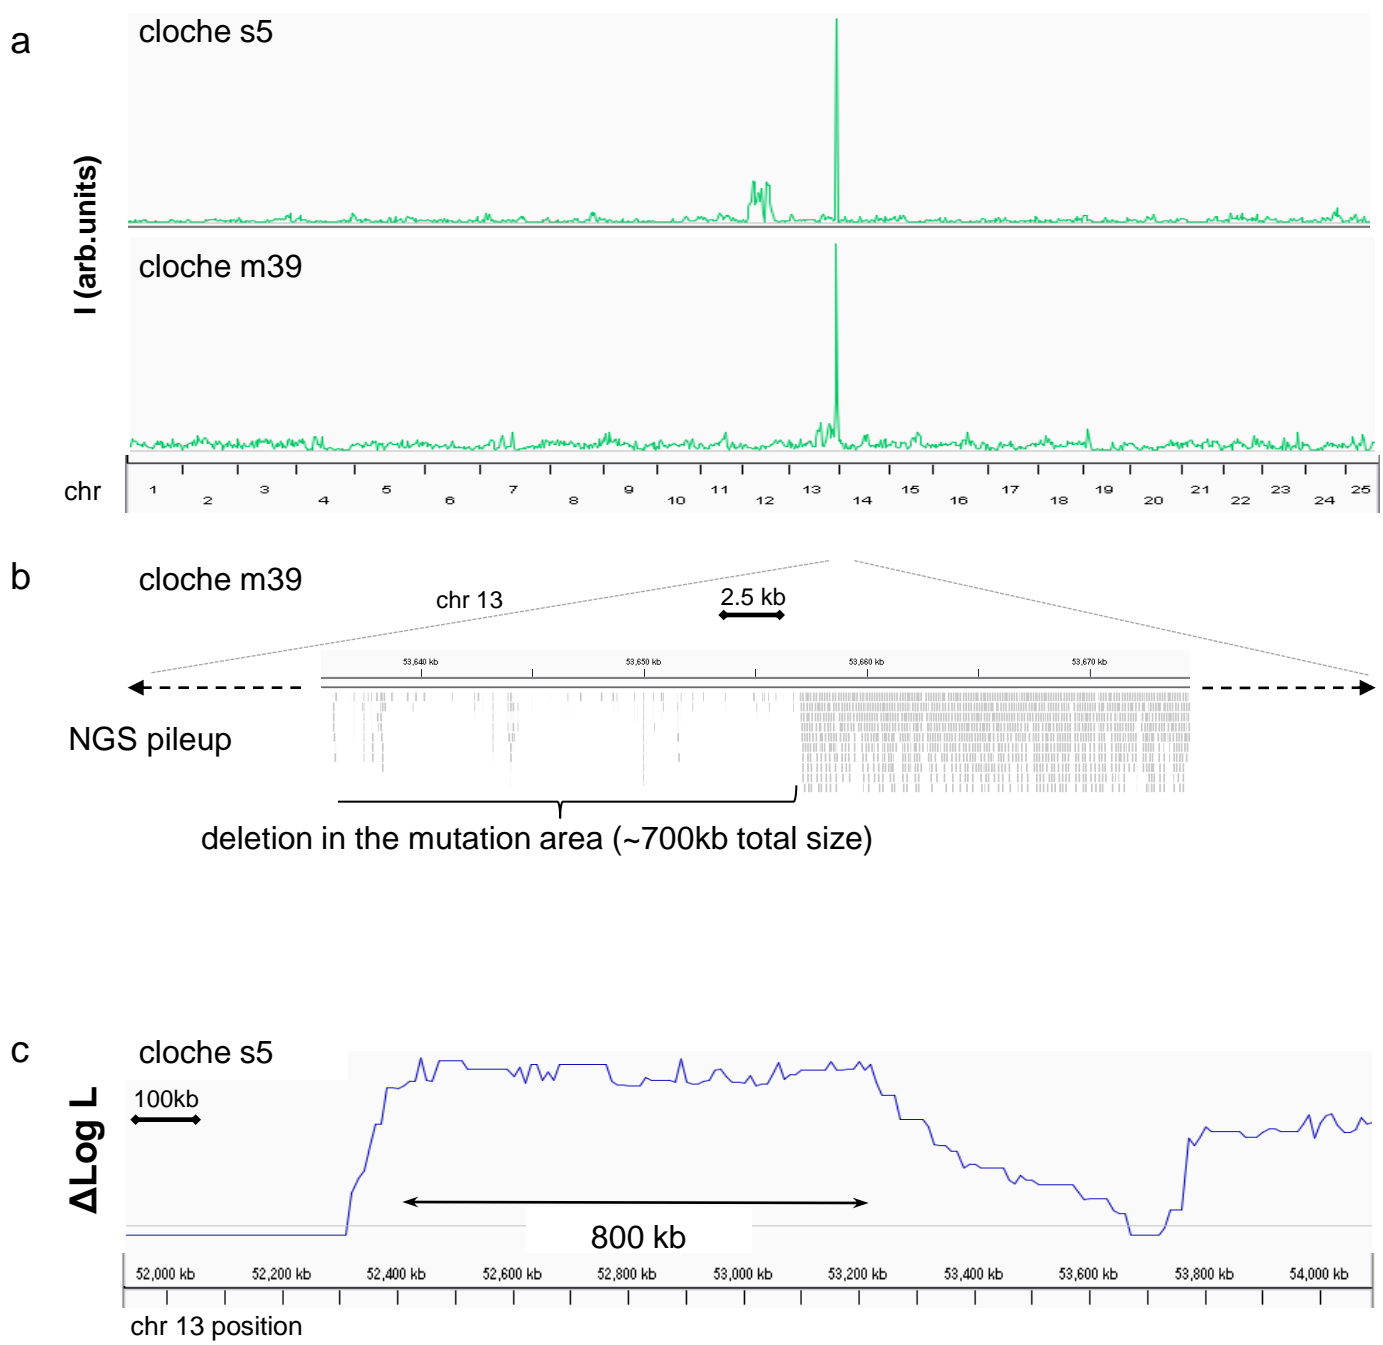 a
cloche s5
I (arb.units)
cloche m39
chr
1 2 3 4 5 6 7 8 9 10 11 12 13 14 15 16 17 18 19 20 21 22 23 24 25
b
cloche m39
chr 13
2.5 kb
53,640 kb 53,650 kb 53,660 kb 53,670 kb
NGS pileup
deletion in the mutation area (~700kb total size)
c
cloche s5
ΔLog L
100kb
800 kb
52,000 kb 52,200 kb 52,400 kb 52,600 kb 52,800 kb 53,000 kb 53,200 kb 53,400 kb 53,600 kb 53,800 kb 54,000 kb
chr 13 position